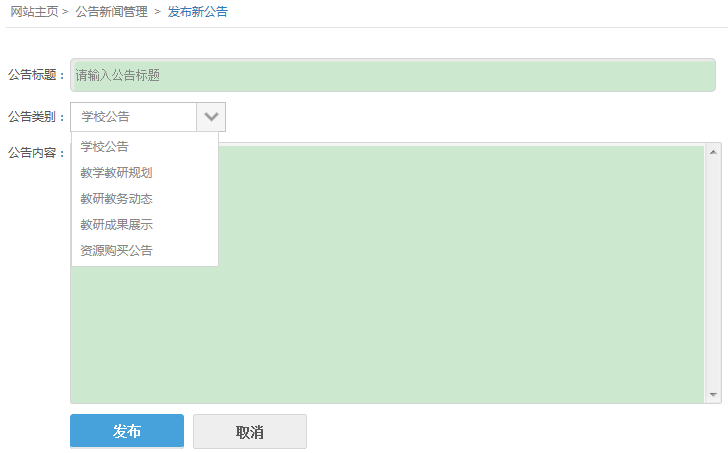 网站主页 > 公告新闻管理 > 发布新公告
公告标题： 请输入公告标题
公告类别： 学校公告
学校公告
公告内容：
教学教研规划
教研教务动态
教研成果展示
资源购买公告
发布 取消